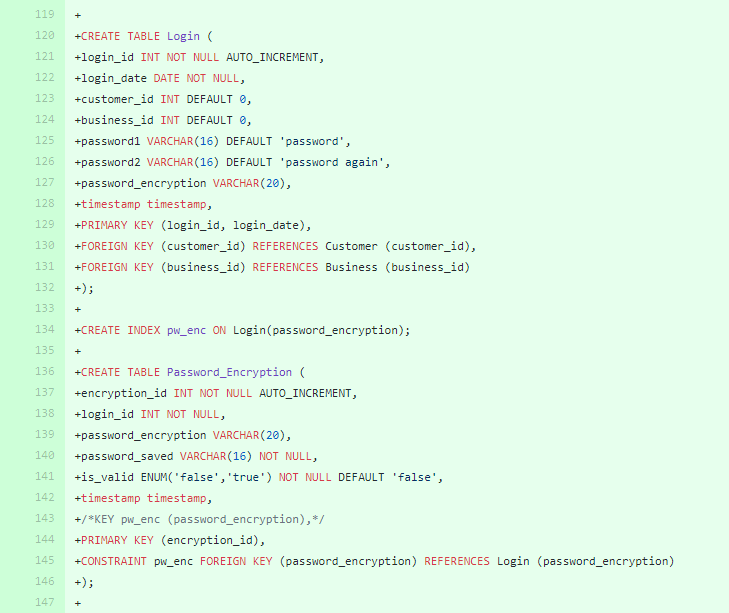 119 +
120 +CREATE TABLE Login (
121 +login_id INT NOT NULL AUTO_INCREMENT,
122 +login_date DATE NOT NULL,
123 +customer_id INT DEFAULT 0,
124 +business_id INT DEFAULT 0,
125 +password1 VARCHAR(16) DEFAULT 'password',
126 +password2 VARCHAR(16) DEFAULT 'password again',
127 +password_encryption VARCHAR(20),
128 +timestamp timestamp,
129 +PRIMARY KEY (login_id, login_date),
130 +FOREIGN KEY (customer_id) REFERENCES Customer (customer_id),
131 +FOREIGN KEY (business_id) REFERENCES Business (business_id)
132 +);
133 +
134 +CREATE INDEX pw_enc ON Login(password_encryption);
135 +
136 +CREATE TABLE Password_Encryption (
137 +encryption_id INT NOT NULL AUTO_INCREMENT,
138 +login_id INT NOT NULL,
139 +password_encryption VARCHAR(20),
140 +password_saved VARCHAR(16) NOT NULL,
141 +is_valid ENUM('false','true') NOT NULL DEFAULT 'false',
142 +timestamp timestamp,
143 +/*KEY pw_enc (password_encryption),*/
144 +PRIMARY KEY (encryption_id),
145 +CONSTRAINT pw_enc FOREIGN KEY (password_encryption) REFERENCES Login (password_encryption)
146 +);
147 +